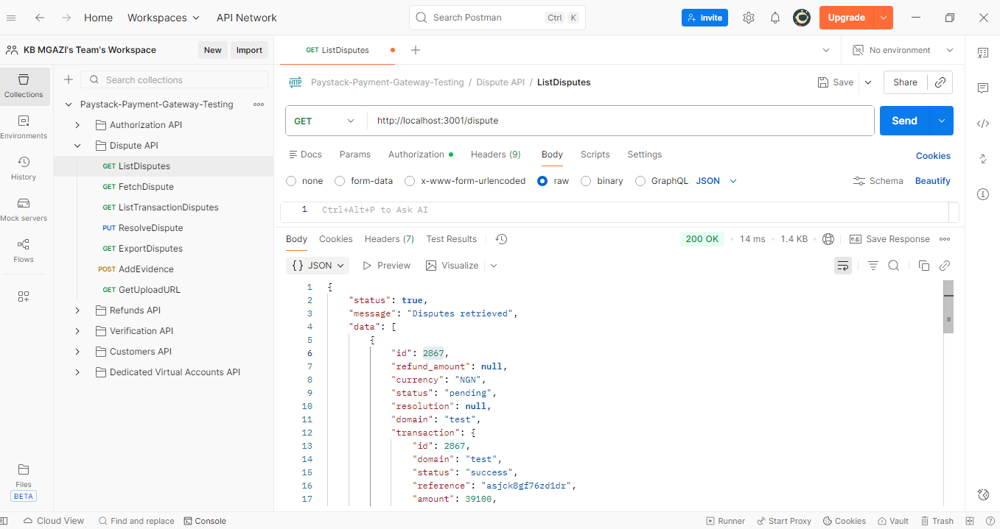 Home Workspaces API Network Search Postman Ctrl K Invite Upgrade
KB MGAZI's Team's Workspace New Import GET ListDisputes No environment
Collections
Environments
History
Mock servers
Flows
Files
BETA
Search collections
Paystack-Payment-Gateway-Testing
Authorization API
Dispute API
GET ListDisputes
GET FetchDispute
GET ListTransactionDisputes
PUT ResolveDispute
GET ExportDisputes
POST AddEvidence
GET GetUploadURL
Refunds API
Verification API
Customers API
Dedicated Virtual Accounts API
HTTP Paystack-Payment-Gateway-Testing / Dispute API / ListDisputes Save Share
GET http://localhost:3001/dispute Send
Docs Params Authorization Headers (9) Body Scripts Settings Cookies
none form-data x-www-form-urlencoded raw binary GraphQL JSON Schema Beautify
1 Ctrl+Alt+P to Ask AI
Body Cookies Headers (7) Test Results 200 OK 14 ms 1.4 KB e.g. Save Response
{} JSON Preview Visualize
1 {
2 "status": true,
3 "message": "Disputes retrieved",
4 "data": [
5 {
6 "id": 2867,
7 "refund_amount": null,
8 "currency": "NGN",
9 "status": "pending",
10 "resolution": null,
11 "domain": "test",
12 "transaction": {
13 "id": 2867,
14 "domain": "test",
15 "status": "success",
16 "reference": "asjck8gf76zd1dr",
17 "amount": 39100,
Cloud View Find and replace Console Runner Start Proxy Cookies Vault Trash